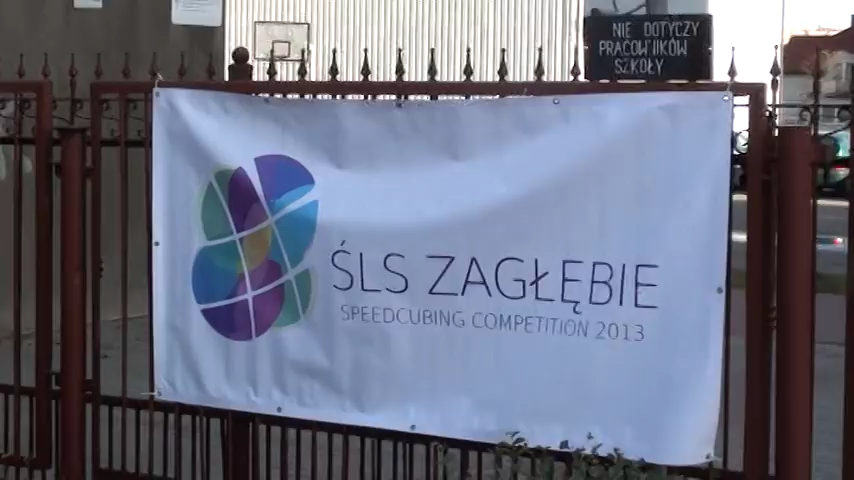 NIE DOTYCZY
PRACOWNIKÓW
SZKOŁY
ŚLS ZAGŁĘBIE
SPEEDCUBING COMPETITION 2013